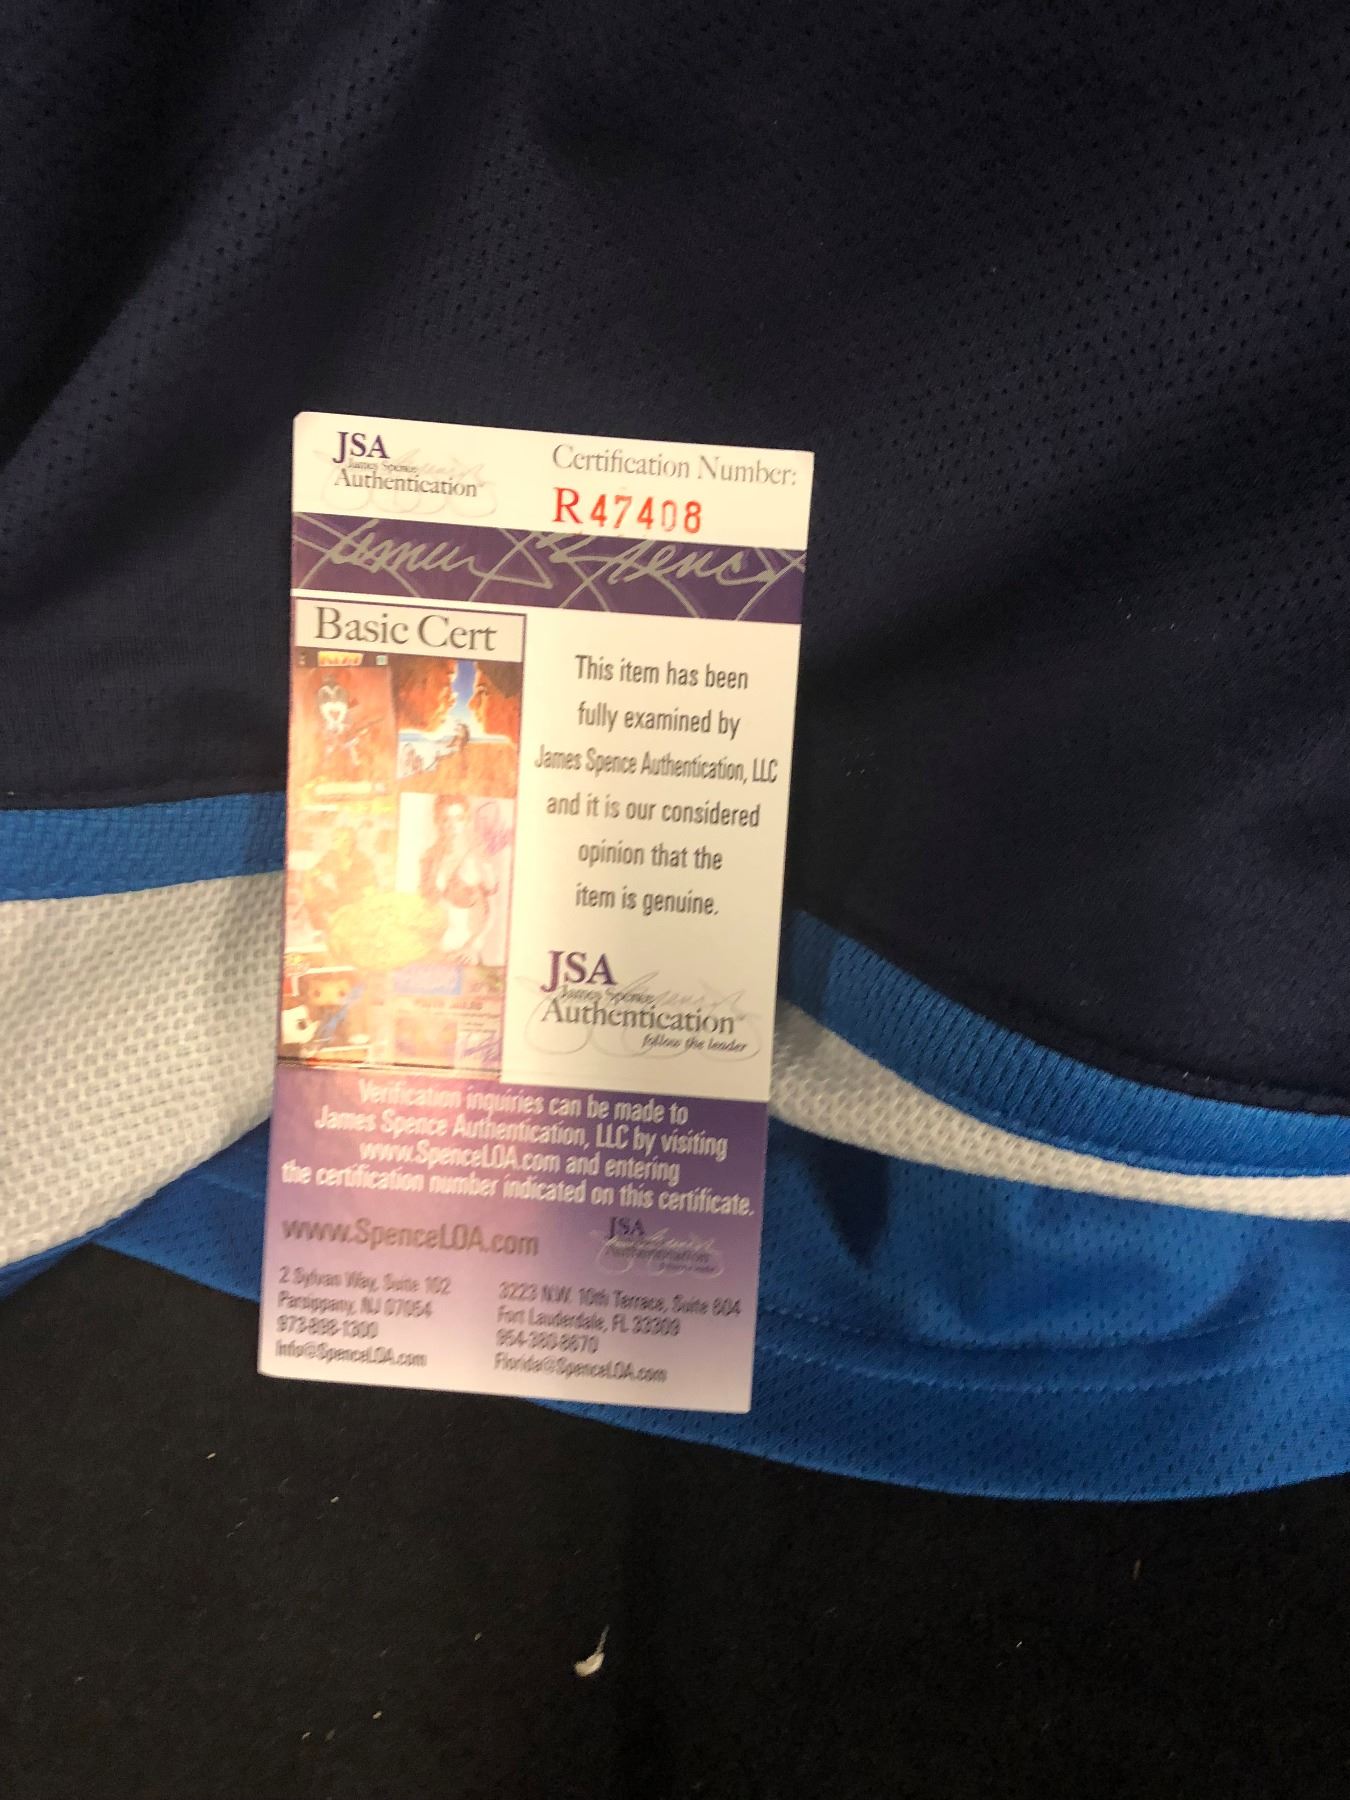 JSA
James Spence
Authentication
Certification Number:
R47408
James Spence
Basic Cert
This item has been
fully examined by
James Spence Authentication, LLC
and it is our considered
opinion that the
item is genuine.
JSA
James Spence
Authentication
follow the leader
Verification inquiries can be made to
James Spence Authentication, LLC by visiting
www.SpenceLOA.com and entering
the certification number indicated on this certificate.
www.SpenceLOA.com
JSA
Authentication
2 Sylvan Way, Suite 102
Parsippany, NJ 07054
973-898-1300
Info@SpenceLOA.com
3223 N.W. 10th Terrace, Suite 604
Fort Lauderdale, FL 33309
954-380-8870
Florida@SpenceLOA.com